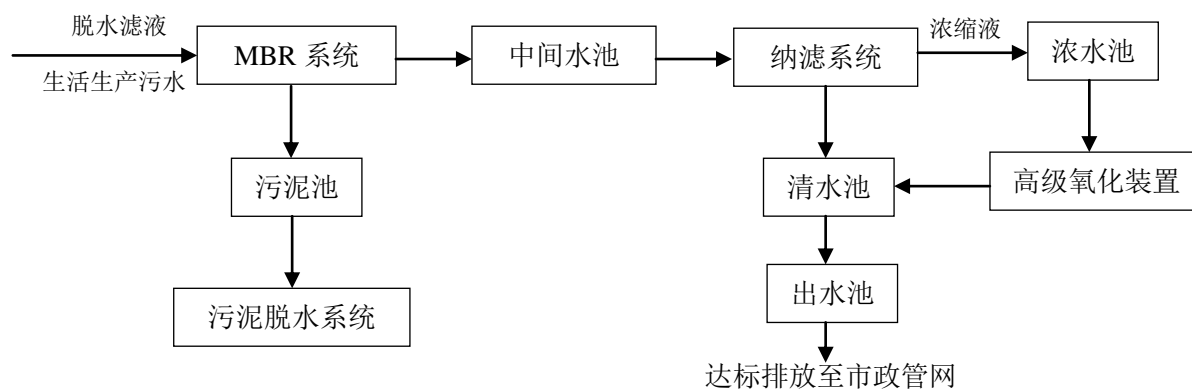 脱水滤液
生活生产污水
MBR 系统
中间水池
纳滤系统
浓缩液
浓水池
污泥池
清水池
高级氧化装置
污泥脱水系统
出水池
达标排放至市政管网